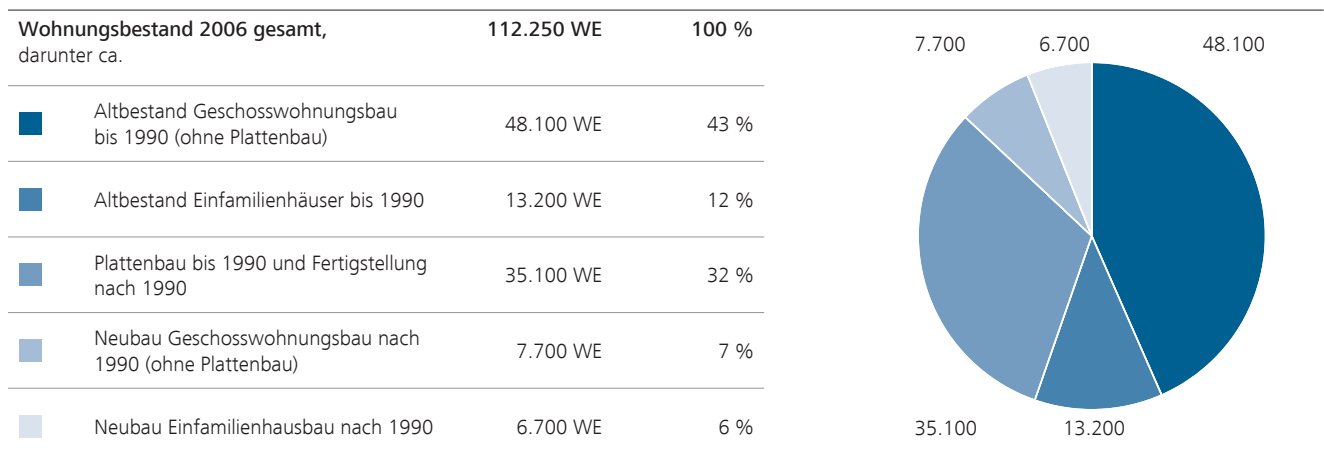 Wohnungsbestand 2006 gesamt, 112.250 WE 100 %
darunter ca.
Altbestand Geschosswohnungsbau
bis 1990 (ohne Plattenbau) 48.100 WE 43 %
Altbestand Einfamilienhäuser bis 1990 13.200 WE 12 %
Plattenbau bis 1990 und Fertigstellung
nach 1990 35.100 WE 32 %
Neubau Geschosswohnungsbau nach
1990 (ohne Plattenbau) 7.700 WE 7 %
Neubau Einfamilienhausbau nach 1990 6.700 WE 6 %
7.700 6.700 48.100
35.100 13.200